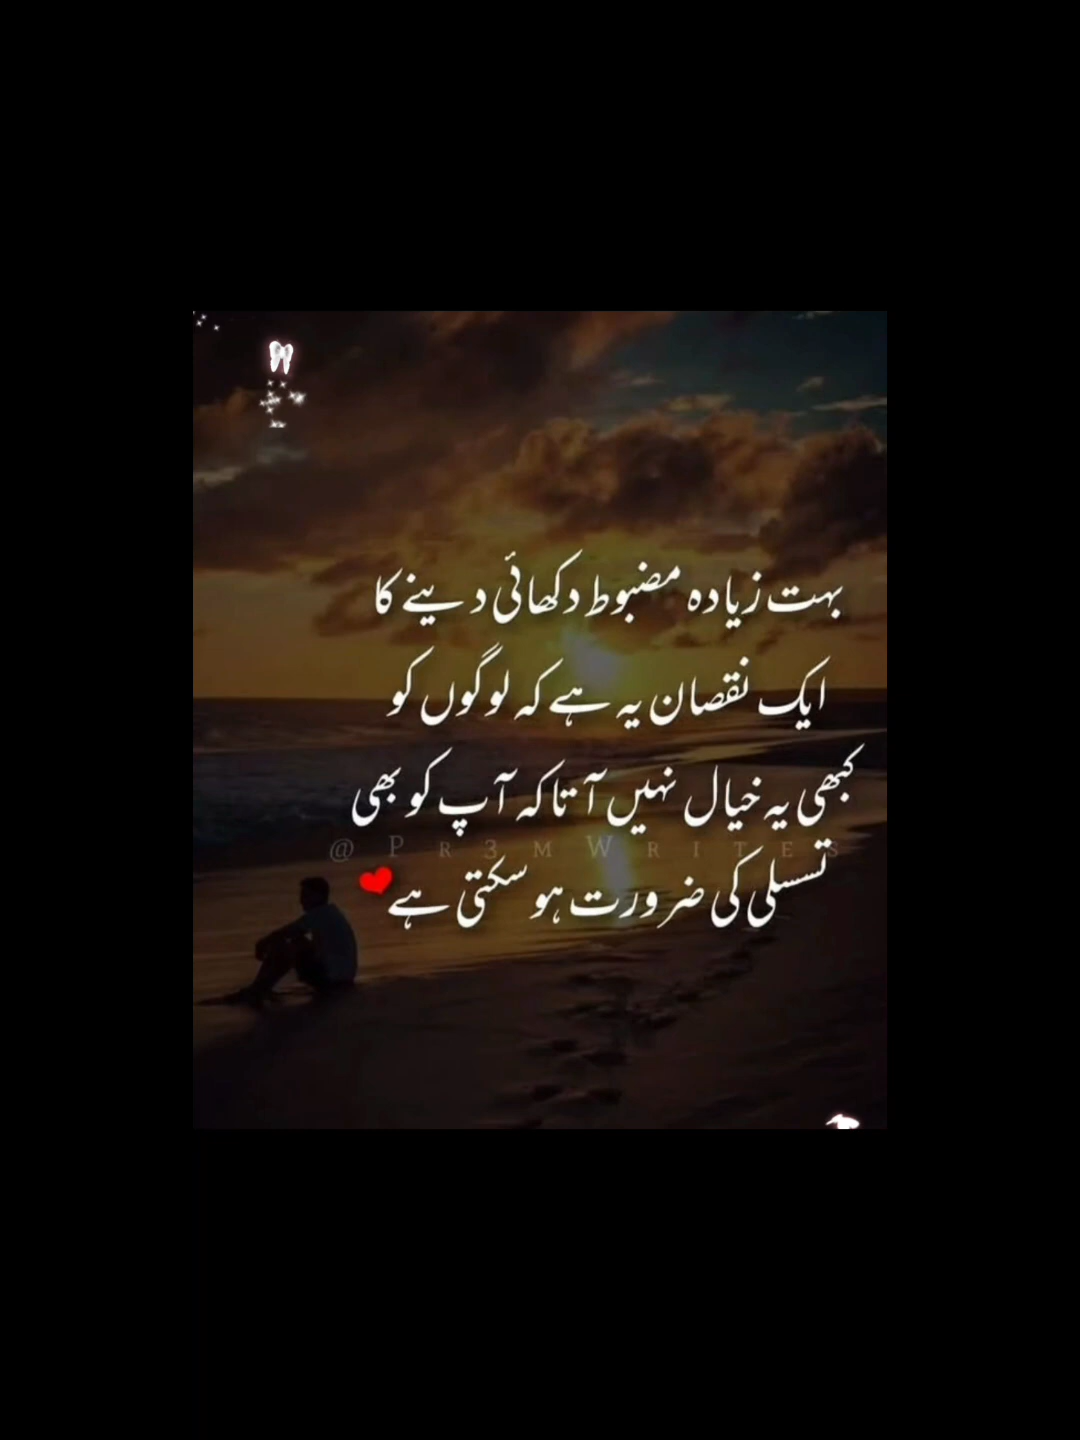 بہت زیادہ مضبوط دکھائی دینے کا
ایک نقصان یہ ہے کہ لوگوں کو
کبھی یہ خیال نہیں آتا کہ آپ کو بھی
@Pr3mWrites
تسلی کی ضرورت ہو سکتی ہے❤